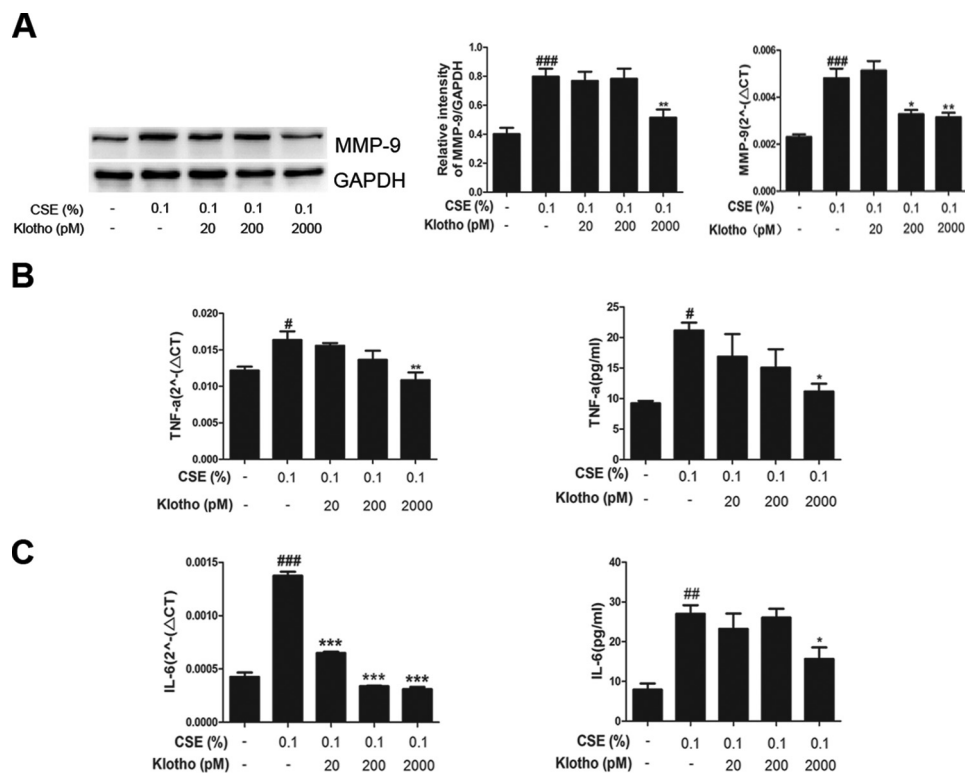 A
MMP-9
GAPDH
CSE (%) - 0.1 0.1 0.1 0.1
Klotho (pM) - - 20 200 2000
Relative intensity
of MMP-9/GAPDH
1.0
0.8
0.6
0.4
0.2
0.0
###
**
CSE (%) - 0.1 0.1 0.1 0.1
Klotho (pM) - - 20 200 2000
MMP-9(2^-(△CT)
0.006
0.004
0.002
0.000
###
*
**
CSE (%) - 0.1 0.1 0.1 0.1
Klotho (pM) - - 20 200 2000
B
TNF-a(2^-(△CT)
0.020
0.015
0.010
0.005
0.000
#
**
CSE (%) - 0.1 0.1 0.1 0.1
Klotho (pM) - - 20 200 2000
TNF-a(pg/ml)
25
20
15
10
5
0
#
*
CSE (%) - 0.1 0.1 0.1 0.1
Klotho (pM) - - 20 200 2000
C
IL-6(2^-(△CT)
0.0015
0.0010
0.0005
0.0000
###
***
***
***
CSE (%) - 0.1 0.1 0.1 0.1
Klotho (pM) - - 20 200 2000
IL-6(pg/ml)
40
30
20
10
0
##
*
CSE (%) - 0.1 0.1 0.1 0.1
Klotho (pM) - - 20 200 2000